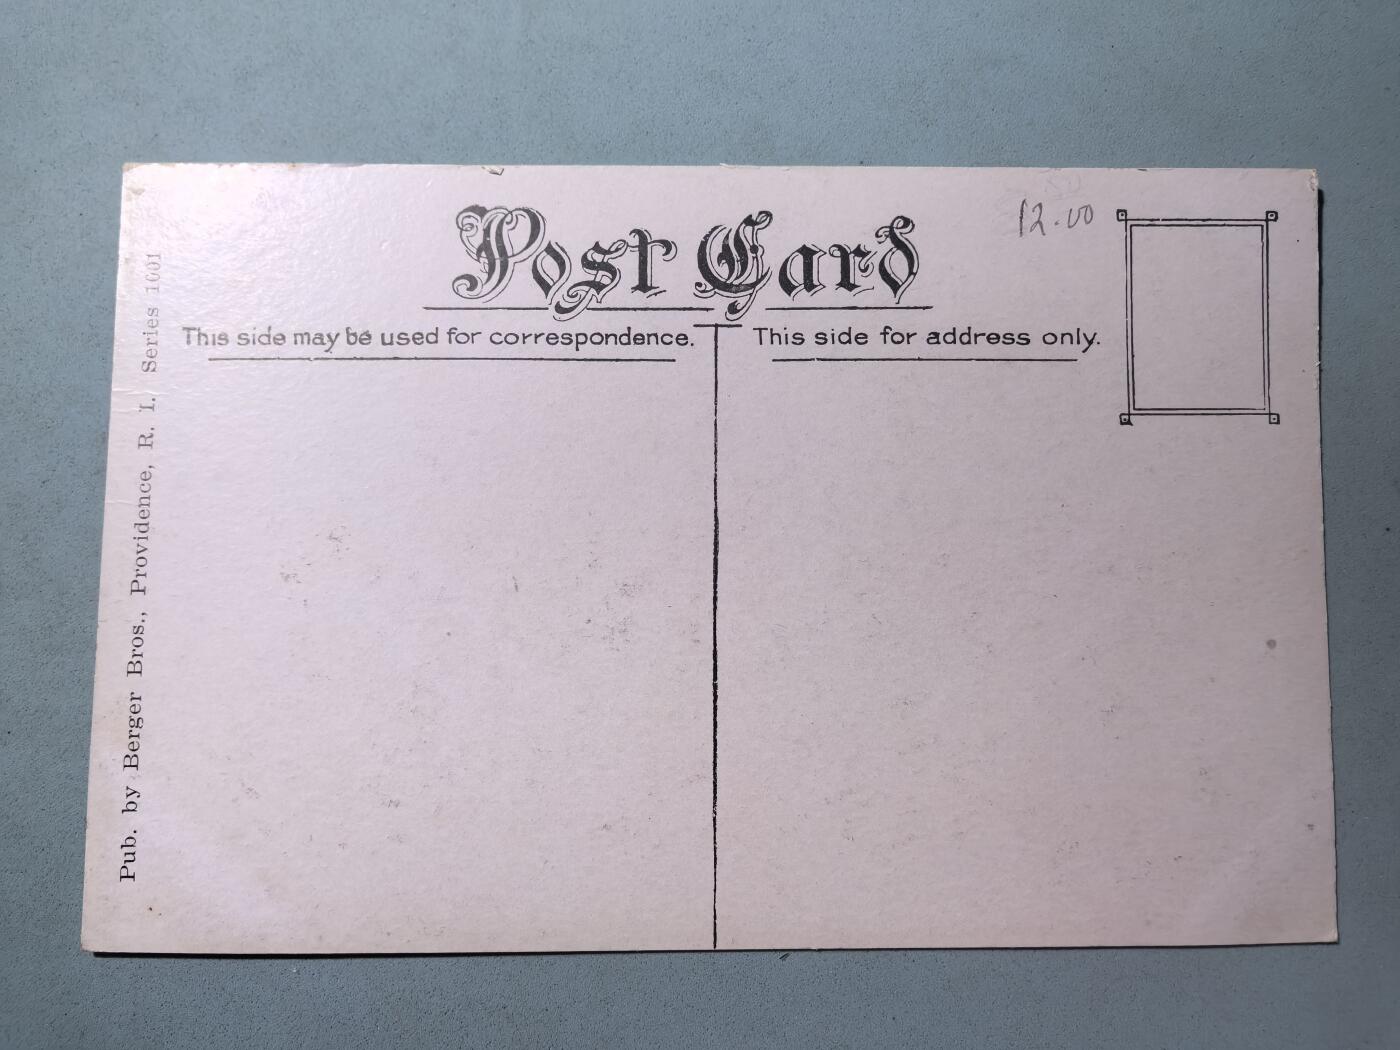 Post Card
12.00
This side may be used for correspondence.
This side for address only.
Pub. by Berger Bros., Providence, R. I. Series 1001